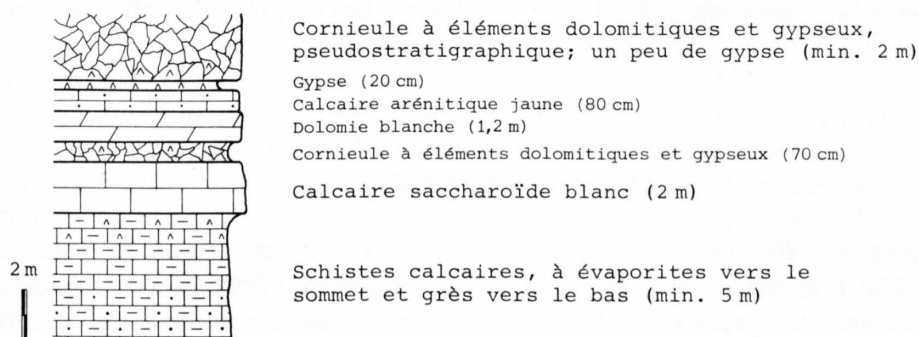 Cornieule à éléments dolomitiques et gypseux,
pseudostratigraphique; un peu de gypse (min. 2 m)
Gypse (20 cm)
Calcaire arénitique jaune (80 cm)
Dolomie blanche (1,2 m)
Cornieule à éléments dolomitiques et gypseux (70 cm)
Calcaire saccharoïde blanc (2 m)
2 m
Schistes calcaires, à évaporites vers le
sommet et grès vers le bas (min. 5 m)